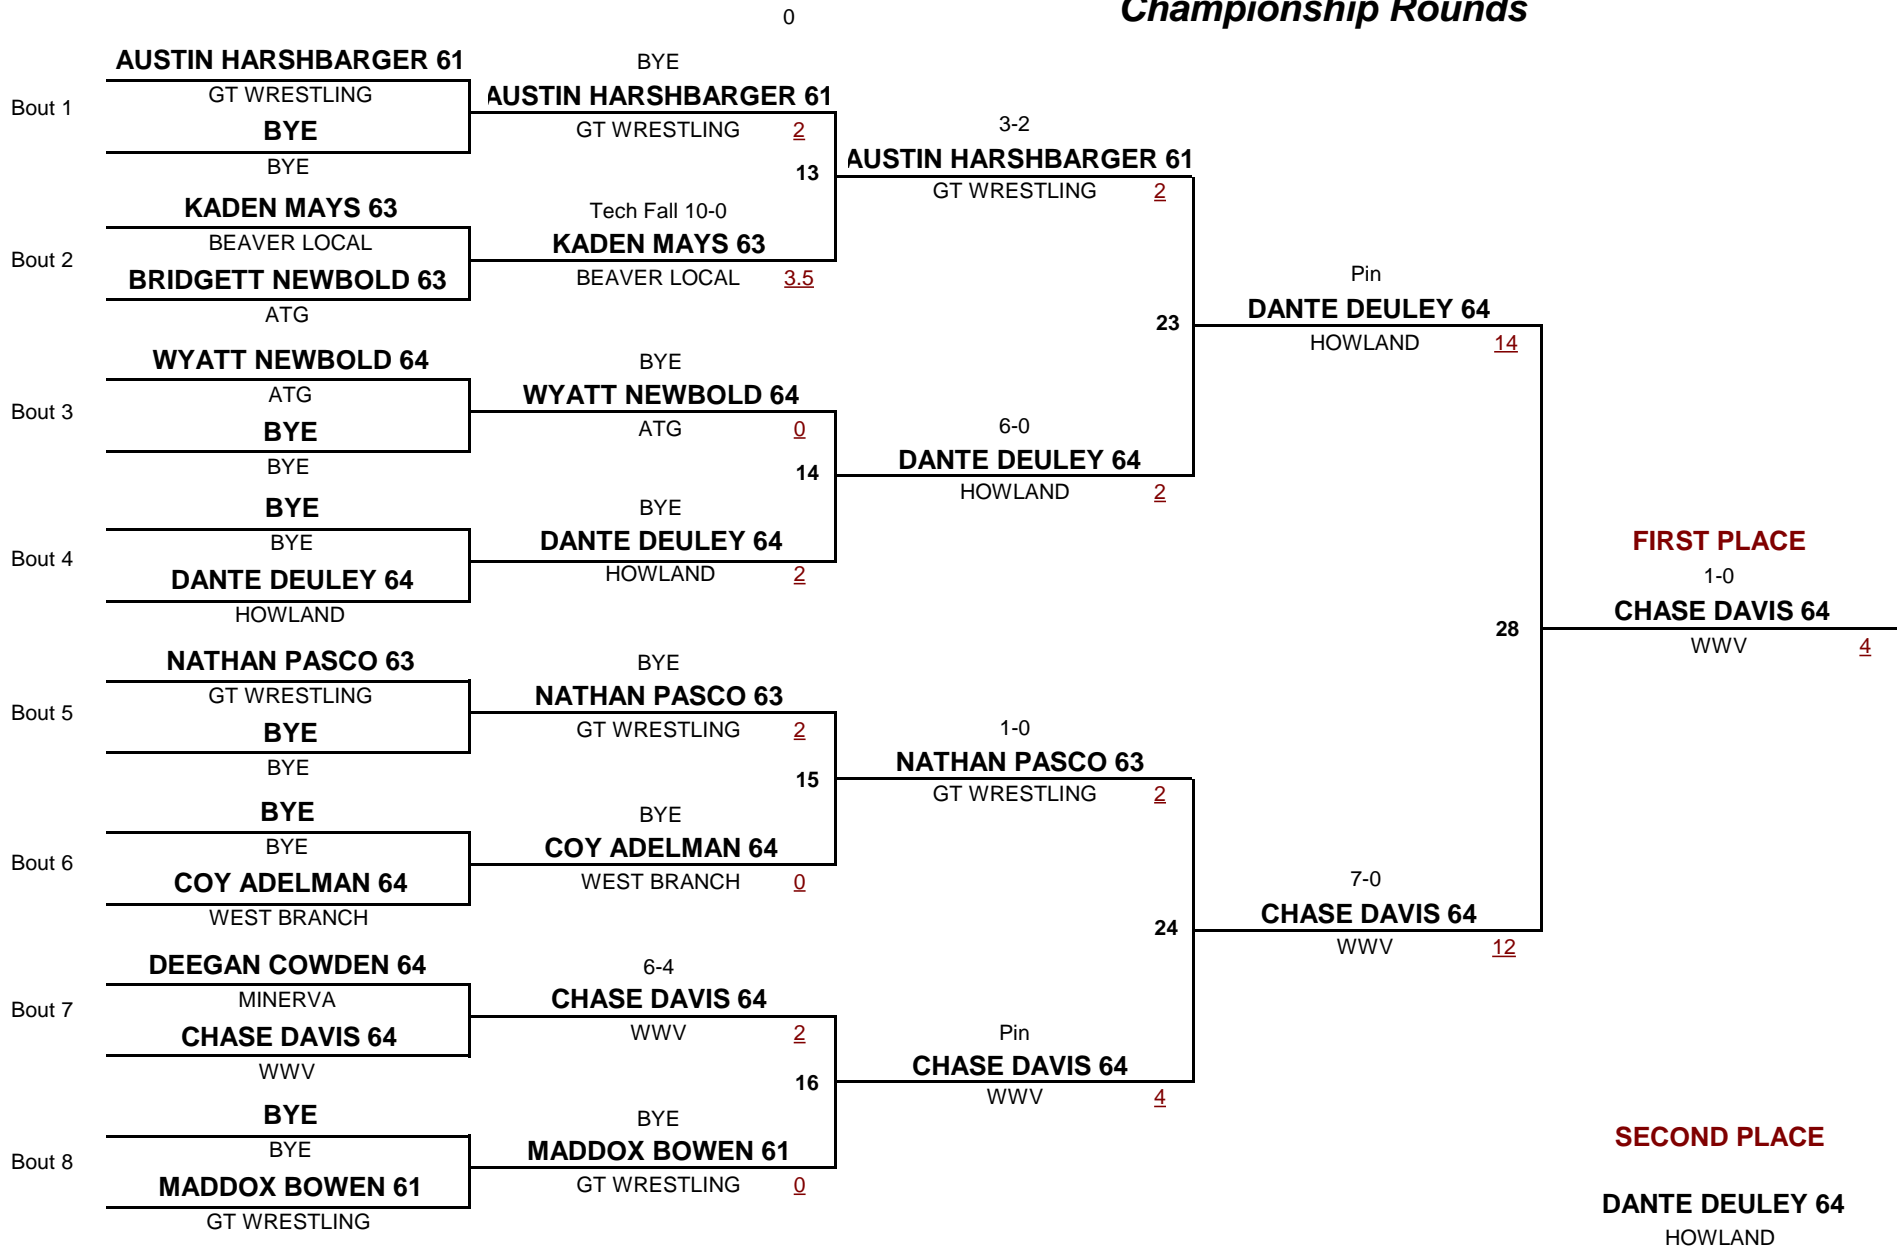 Championship Rounds
0
AUSTIN HARSHBARGER 61
Bout 1
GT WRESTLING
BYE
BYE
KADEN MAYS 63
Bout 2
BEAVER LOCAL
BRIDGETT NEWBOLD 63
ATG
WYATT NEWBOLD 64
Bout 3
ATG
BYE
BYE
BYE
Bout 4
BYE
DANTE DEULEY 64
HOWLAND
NATHAN PASCO 63
Bout 5
GT WRESTLING
BYE
BYE
BYE
Bout 6
BYE
COY ADELMAN 64
WEST BRANCH
DEEGAN COWDEN 64
Bout 7
MINERVA
CHASE DAVIS 64
WWV
BYE
Bout 8
BYE
MADDOX BOWEN 61
GT WRESTLING
BYE
AUSTIN HARSHBARGER 61
GT WRESTLING 2
13
Tech Fall 10-0
KADEN MAYS 63
BEAVER LOCAL 3.5
BYE
WYATT NEWBOLD 64
ATG 0
14
BYE
DANTE DEULEY 64
HOWLAND 2
BYE
NATHAN PASCO 63
GT WRESTLING 2
15
BYE
COY ADELMAN 64
WEST BRANCH 0
6-4
CHASE DAVIS 64
WWV 2
16
BYE
MADDOX BOWEN 61
GT WRESTLING 0
3-2
AUSTIN HARSHBARGER 61
GT WRESTLING 2
23
6-0
DANTE DEULEY 64
HOWLAND 2
1-0
NATHAN PASCO 63
GT WRESTLING 2
24
Pin
CHASE DAVIS 64
WWV 4
Pin
DANTE DEULEY 64
HOWLAND 14
28
7-0
CHASE DAVIS 64
WWV 12
FIRST PLACE
1-0
CHASE DAVIS 64
WWV 4
SECOND PLACE
DANTE DEULEY 64
HOWLAND